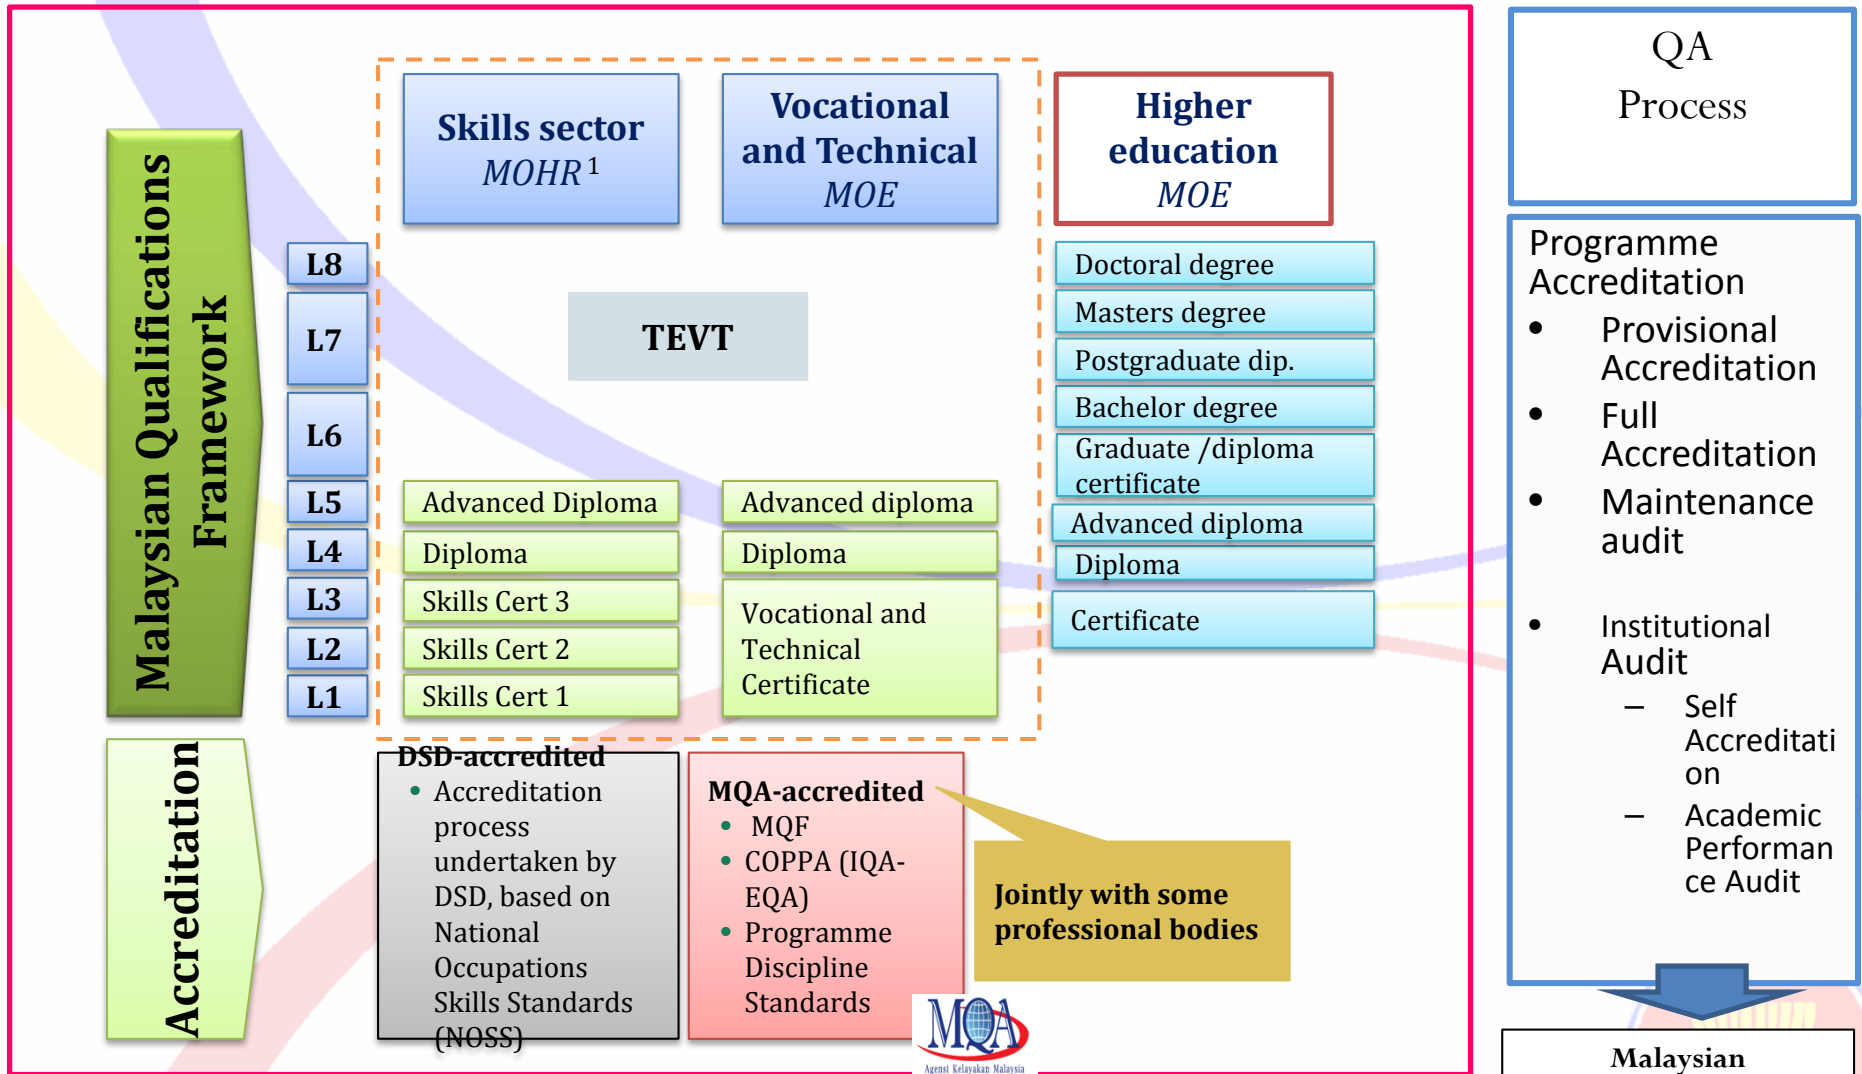 Malaysian Qualifications
Framework
Skills sector
MOHR 1
Vocational
and Technical
MOE
Higher
education
MOE
L8
L7
L6
L5
L4
L3
L2
L1
TEVT
Advanced Diploma
Diploma
Skills Cert 3
Skills Cert 2
Skills Cert 1
Advanced diploma
Diploma
Vocational and
Technical
Certificate
Doctoral degree
Masters degree
Postgraduate dip.
Bachelor degree
Graduate /diploma
certificate
Advanced diploma
Diploma
Certificate
Accreditation
DSD-accredited
• Accreditation
process
undertaken by
DSD, based on
National
Occupations
Skills Standards
(NOSS)
MQA-accredited
• MQF
• COPPA (IQA-
EQA)
• Programme
Discipline
Standards
Jointly with some
professional bodies
MQA
Agensi Kelayakan Malaysia
QA
Process
Programme
Accreditation
• Provisional
Accreditation
• Full
Accreditation
• Maintenance
audit
• Institutional
Audit
– Self
Accreditati
on
– Academic
Performan
ce Audit
Malaysian